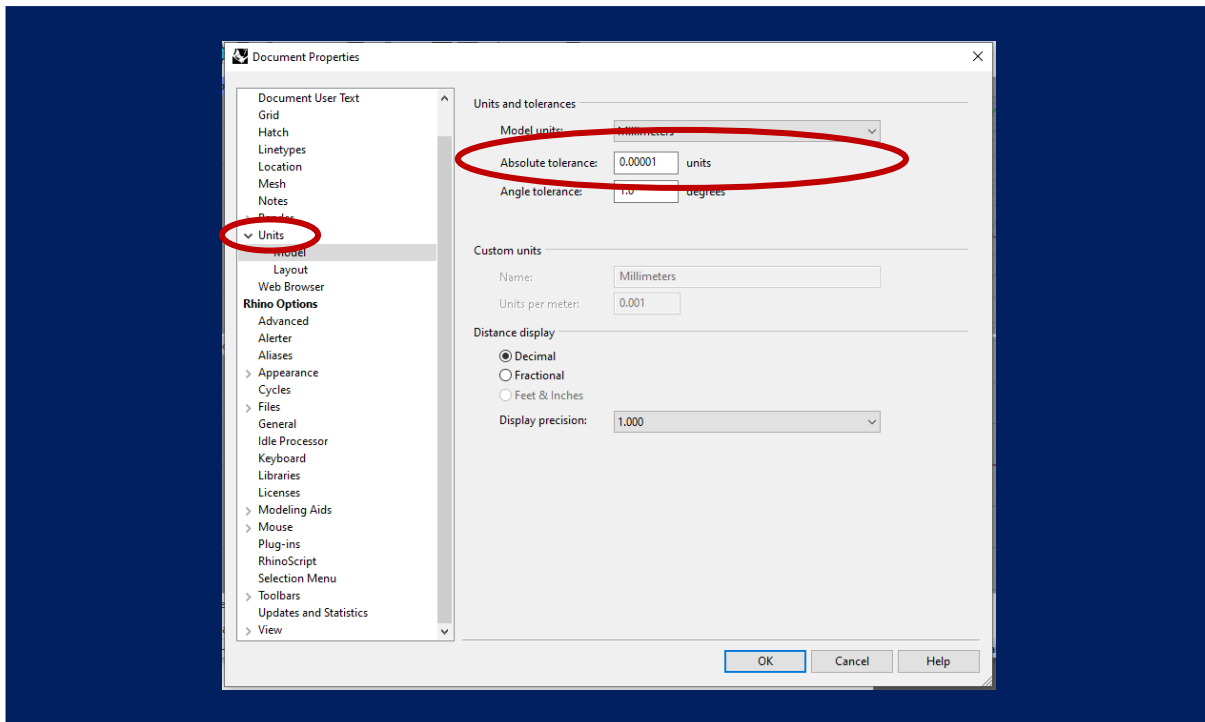 Document Properties
Document User Text
Grid
Hatch
Linetypes
Location
Mesh
Notes
Render
Units
Model
Layout
Web Browser
Rhino Options
Advanced
Alerter
Aliases
Appearance
Cycles
Files
General
Idle Processor
Keyboard
Libraries
Licenses
Modeling Aids
Mouse
Plug-ins
RhinoScript
Selection Menu
Toolbars
Updates and Statistics
View
Units and tolerances
Model units: Millimeters
Absolute tolerance: 0.00001 units
Angle tolerance: 1.0 degrees
Custom units
Name: Millimeters
Units per meter: 0.001
Distance display
Decimal
Fractional
Feet & Inches
Display precision: 1.000
OK Cancel Help